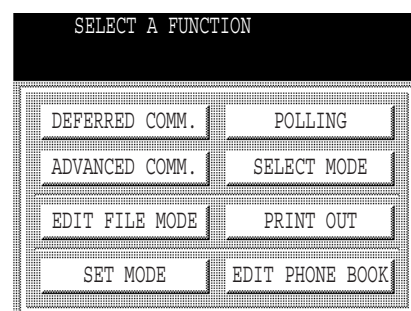 SELECT A FUNCTION
DEFERRED COMM. POLLING
ADVANCED COMM. SELECT MODE
EDIT FILE MODE PRINT OUT
SET MODE EDIT PHONE BOOK